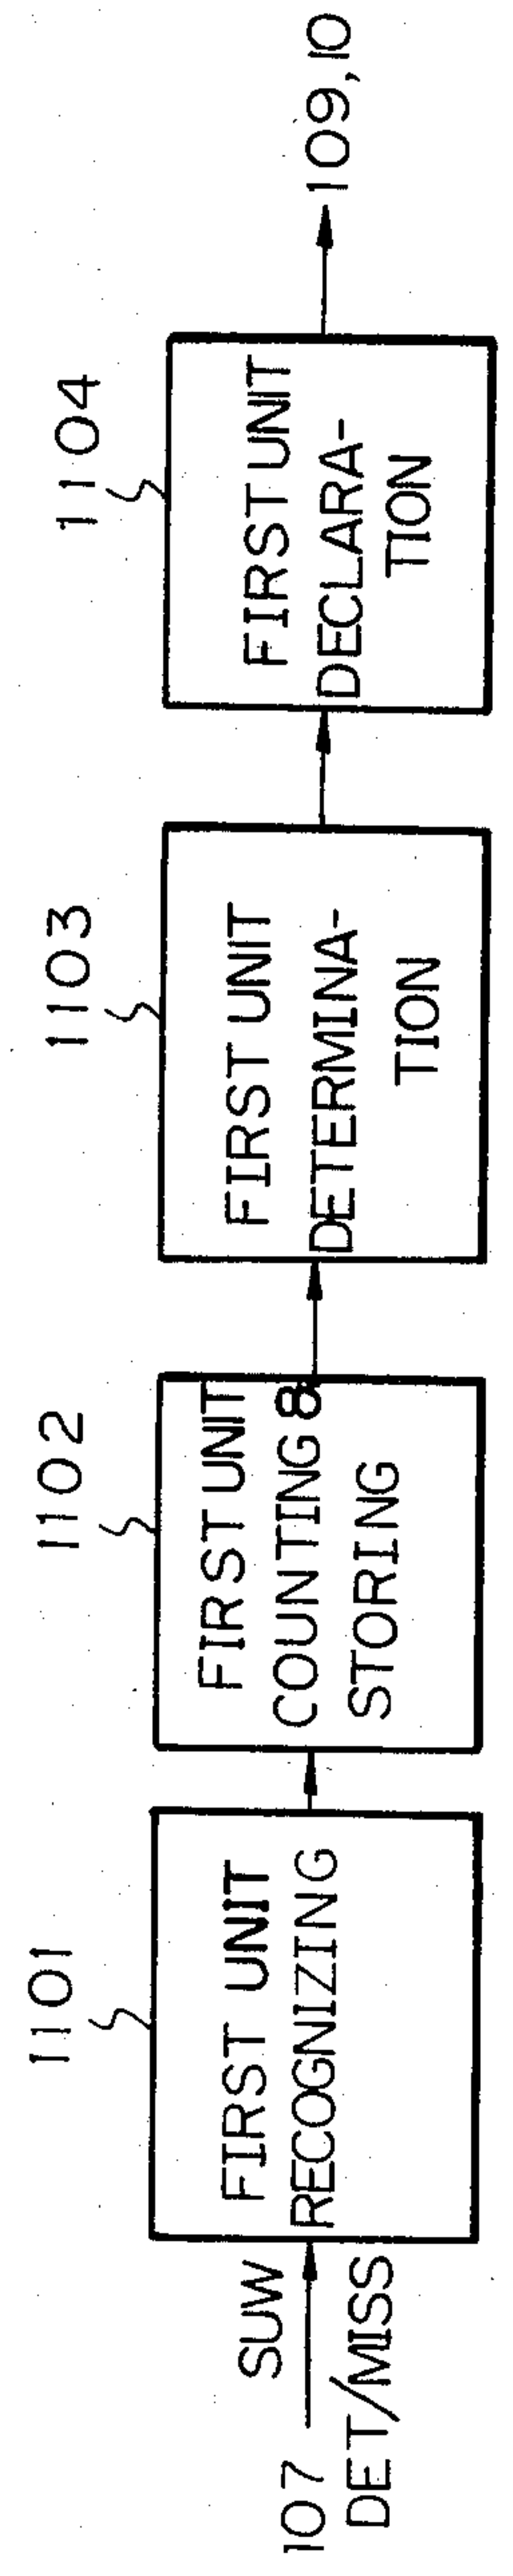 107
SUW
DET/MISS
1101
FIRST UNIT
RECOGNIZING
1102
FIRST UNIT
COUNTING &
STORING
1103
FIRST UNIT
DETERMINA-
TION
1104
FIRST UNIT
DECLARA-
TION
109,10